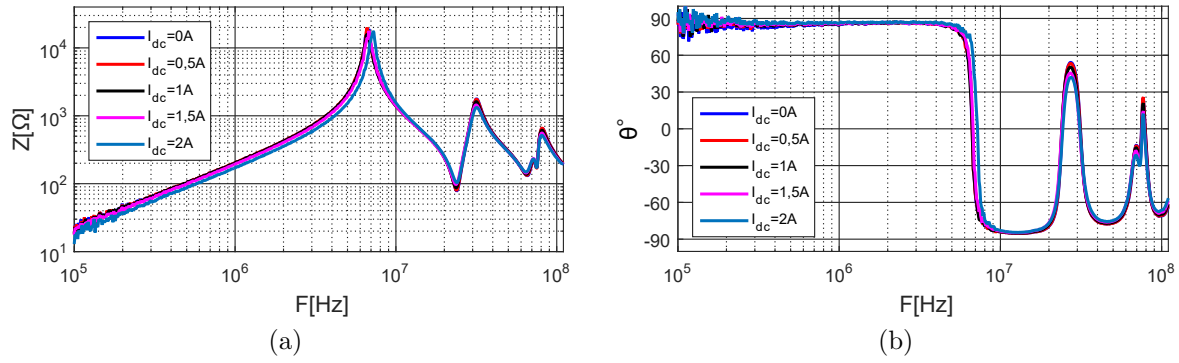 I_dc=0A
I_dc=0,5A
I_dc=1A
I_dc=1,5A
I_dc=2A
Z[Ω]
10^4
10^3
10^2
10^1
10^5 10^6 10^7 10^8
F[Hz]
(a)
θ°
90
60
30
0
-30
-60
-90
I_dc=0A
I_dc=0,5A
I_dc=1A
I_dc=1,5A
I_dc=2A
10^5 10^6 10^7 10^8
F[Hz]
(b)